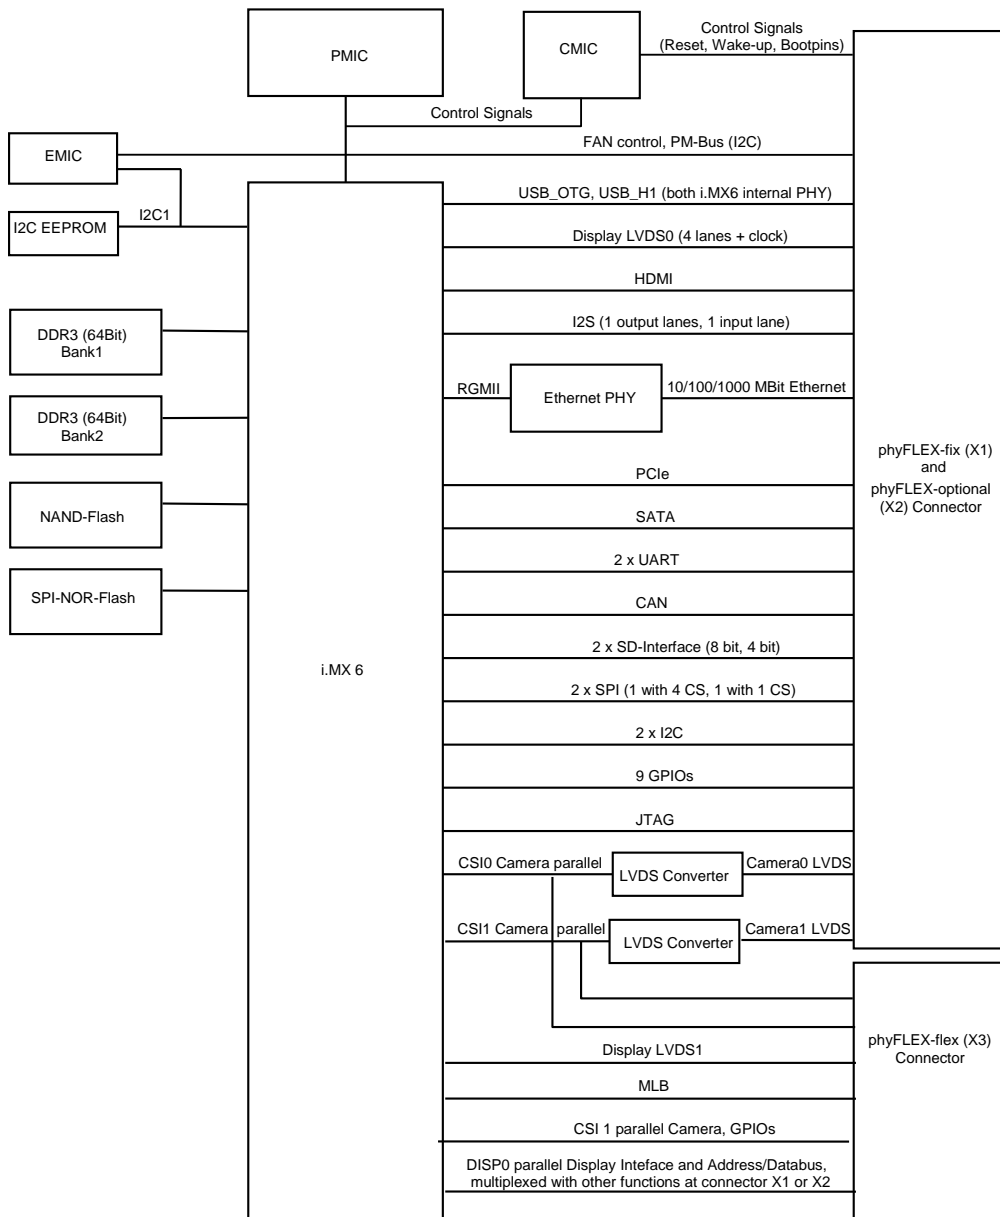 PMIC
CMIC
Control Signals
(Reset, Wake-up, Bootpins)
Control Signals
EMIC
FAN control, PM-Bus (I2C)
I2C EEPROM
I2C1
USB_OTG, USB_H1 (both i.MX6 internal PHY)
Display LVDS0 (4 lanes + clock)
HDMI
DDR3 (64Bit)
Bank1
I2S (1 output lanes, 1 input lane)
RGMII
Ethernet PHY
10/100/1000 MBit Ethernet
DDR3 (64Bit)
Bank2
phyFLEX-fix (X1)
and
phyFLEX-optional
(X2) Connector
PCIe
NAND-Flash
SATA
2 x UART
SPI-NOR-Flash
CAN
2 x SD-Interface (8 bit, 4 bit)
i.MX 6
2 x SPI (1 with 4 CS, 1 with 1 CS)
2 x I2C
9 GPIOs
JTAG
CSI0 Camera parallel
LVDS Converter
Camera0 LVDS
CSI1 Camera parallel
LVDS Converter
Camera1 LVDS
phyFLEX-flex (X3)
Connector
Display LVDS1
MLB
CSI 1 parallel Camera, GPIOs
DISP0 parallel Display Inteface and Address/Databus,
multiplexed with other functions at connector X1 or X2